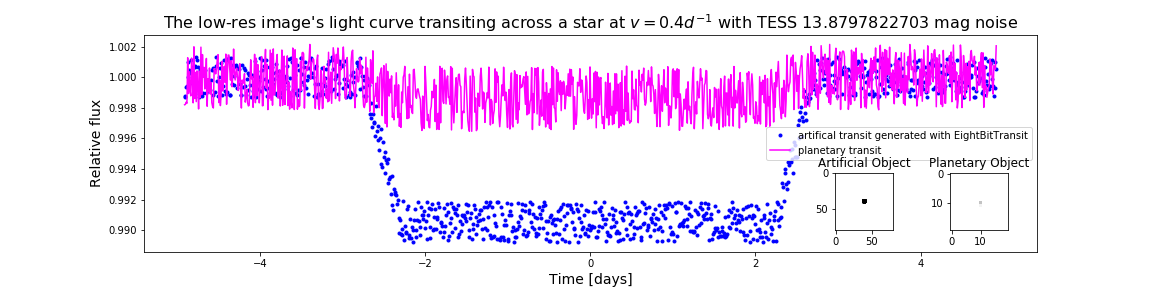 The low-res image's light curve transiting across a star at v = 0.4d⁻¹ with TESS 13.8797822703 mag noise
1.002
1.000
0.998
0.996
0.994
0.992
0.990
Relative flux
artifical transit generated with EightBitTransit
planetary transit
Artificial Object
Planetary Object
0
50
0
50
0
10
0
10
−4
−2
0
2
4
Time [days]